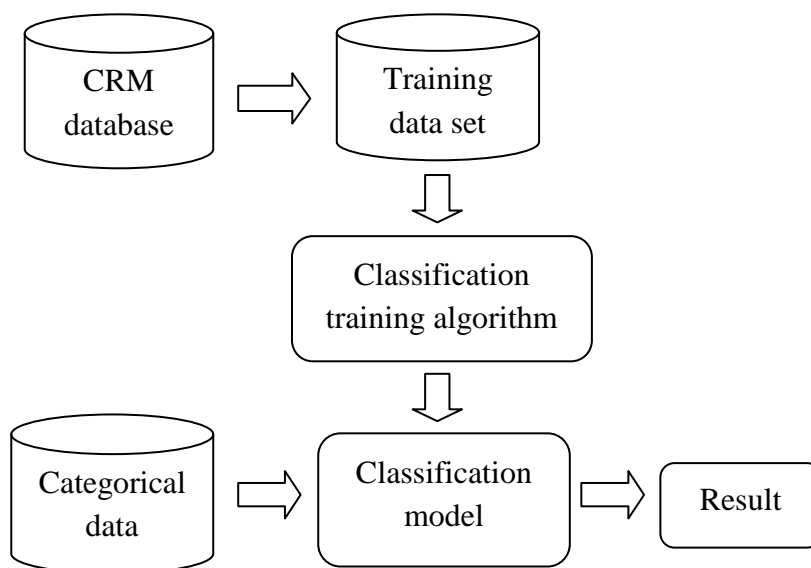 CRM
database
Training
data set
Classification
training algorithm
Categorical
data
Classification
model
Result